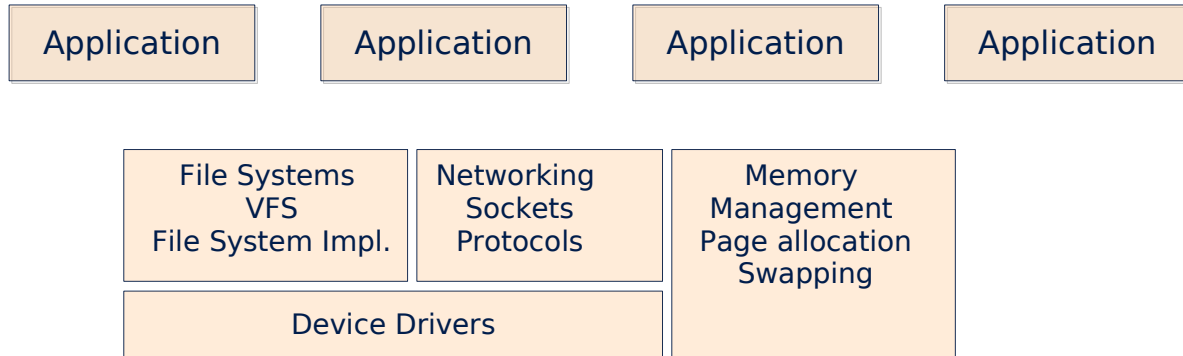 Application
Application
Application
Application
File Systems
VFS
File System Impl.
Networking
Sockets
Protocols
Memory
Management
Page allocation
Swapping
Device Drivers